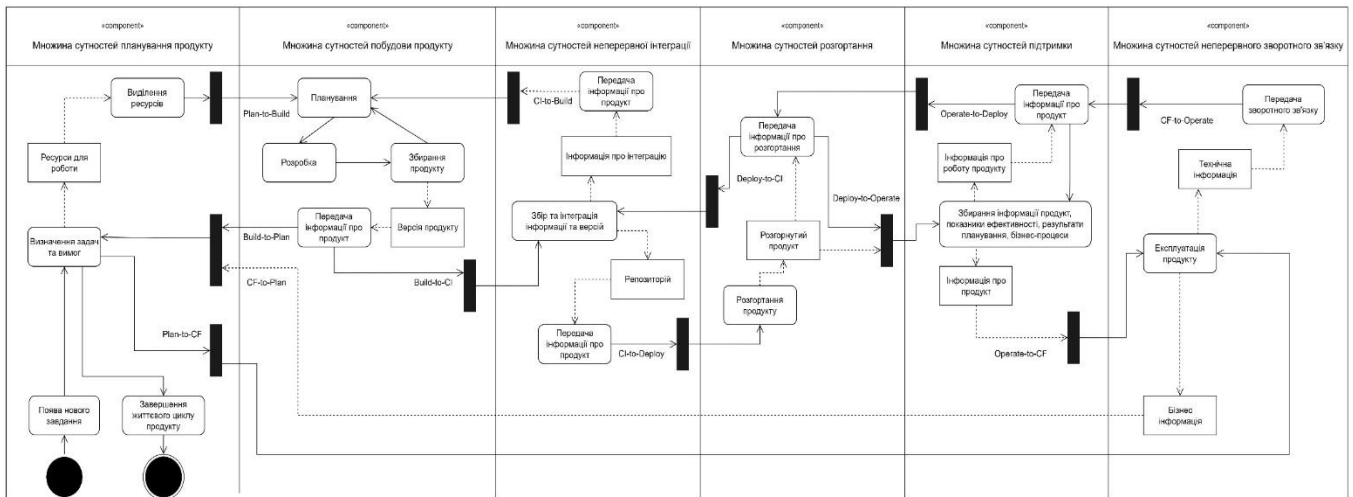 «component»
Множина сутностей планування продукту
«component»
Множина сутностей побудови продукту
«component»
Множина сутностей неперервної інтеграції
«component»
Множина сутностей розгортання
«component»
Множина сутностей підтримки
«component»
Множина сутностей неперервного зворотного зв'язку
Виділення
ресурсів
Plan-to-Build
Ресурси для
роботи
Визначення задач
та вимог
Build-to-Plan
CF-to-Plan
Plan-to-CF
Поява нового
завдання
Завершення
життєвого циклу
продукту
Планування
Розробка
Збирання
продукту
Передача
інформації про
продукт
Версія продукту
Build-to-CI
CI-to-Build
Передача
інформації про
продукт
Інформація про інтеграцію
Збір та інтеграція
інформації та версій
Репозиторій
Передача
інформації про
продукт
CI-to-Deploy
Передача
інформації про
розгортання
Deploy-to-CI
Deploy-to-Operate
Розгорнутий
продукт
Розгортання
продукту
Operate-to-Deploy
Передача
інформації про
продукт
Інформація про
роботу продукту
Збирання інформації продукт,
показники ефективності, результати
планування, бізнес-процеси
Інформація про
продукт
Operate-to-CF
CF-to-Operate
Передача
зворотного зв'язку
Технічна
інформація
Експлуатація
продукту
Бізнес
інформація